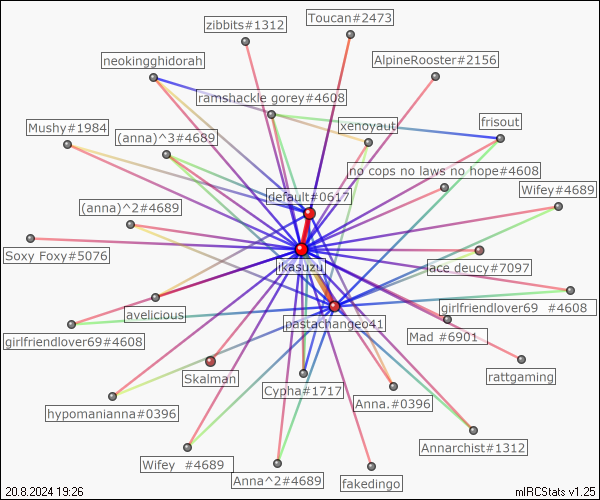 zibbits#1312
Toucan#2473
neokingghidorah
AlpineRooster#2156
ramshackle gorey#4608
Mushy#1984
(anna)^3#4689
xenoyaut
frisout
no cops no laws no hope#4608
default#0617
Wifey#4689
(anna)^2#4689
Soxy Foxy#5076
jkasuzu
ace deucy#7097
avelicious
pastachangeo41
girlfriendlover69 #4608
girlfriendlover69#4608
Mad #6901
Skalman
rattgaming
Cypha#1717
Anna.#0396
hypomanianna#0396
Annarchist#1312
Wifey #4689
Anna^2#4689
fakedingo
20.8.2024 19:26
mIRCStats v1.25